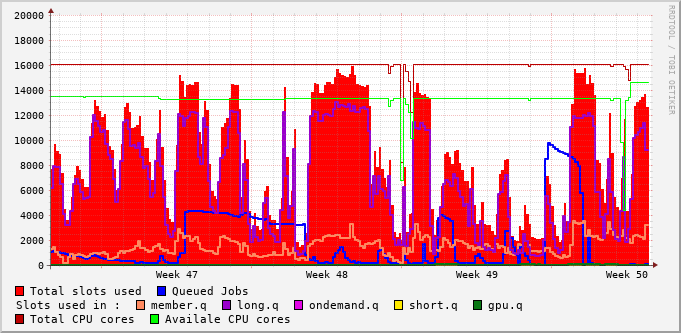 RRDTOOL / TOBI OETIKER
20000
18000
16000
14000
12000
10000
8000
6000
4000
2000
0
Week 47 Week 48 Week 49 Week 50
Total slots used Queued Jobs
Slots used in : member.q long.q ondemand.q short.q gpu.q
Total CPU cores Availale CPU cores